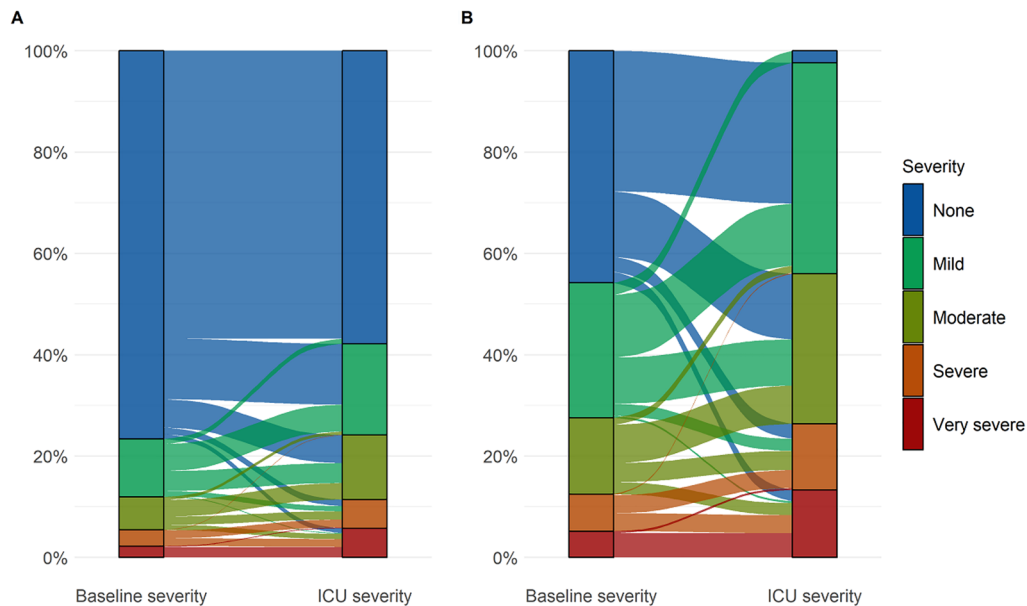 A
B
100%
80%
60%
40%
20%
0%
Baseline severity
ICU severity
100%
80%
60%
40%
20%
0%
Baseline severity
ICU severity
Severity
None
Mild
Moderate
Severe
Very severe